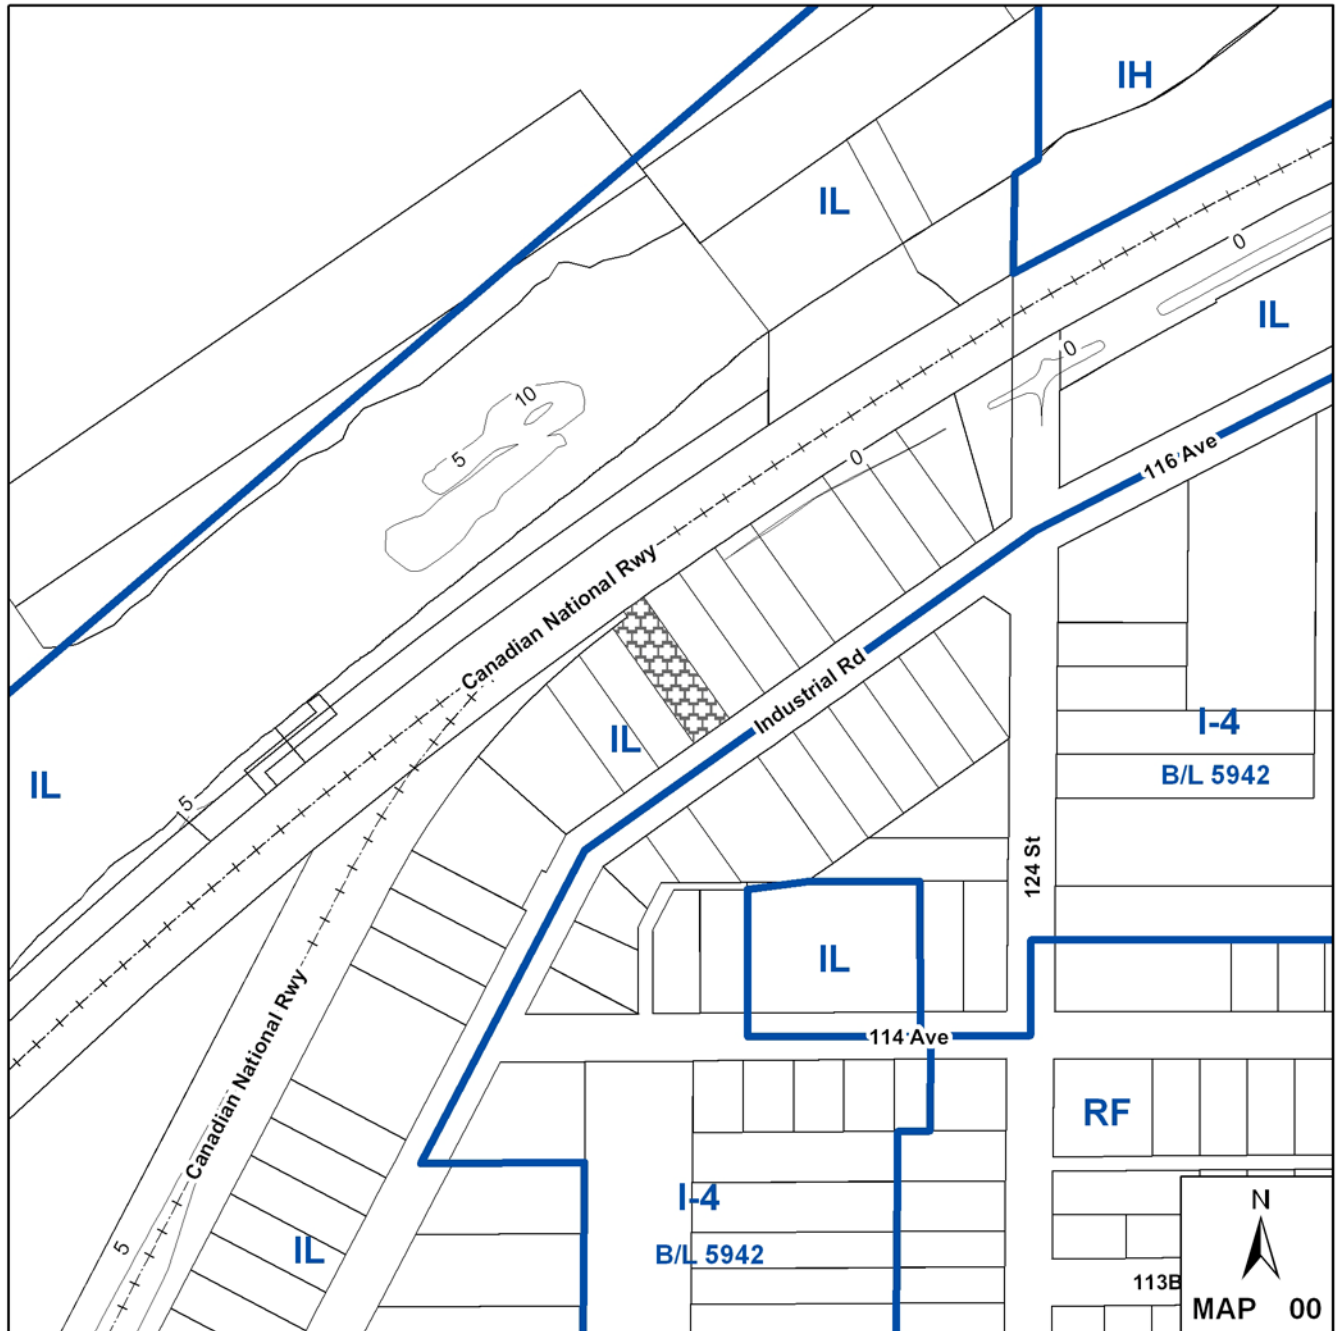 IH
IL
0
IL
0
10
116 Ave
5
0
Canadian National Rwy
Industrial Rd
I-4
IL
B/L 5942
IL
5
124 St
IL
Canadian National Rwy
114 Ave
RF
I-4
N
5
IL
B/L 5942
113B
MAP 00